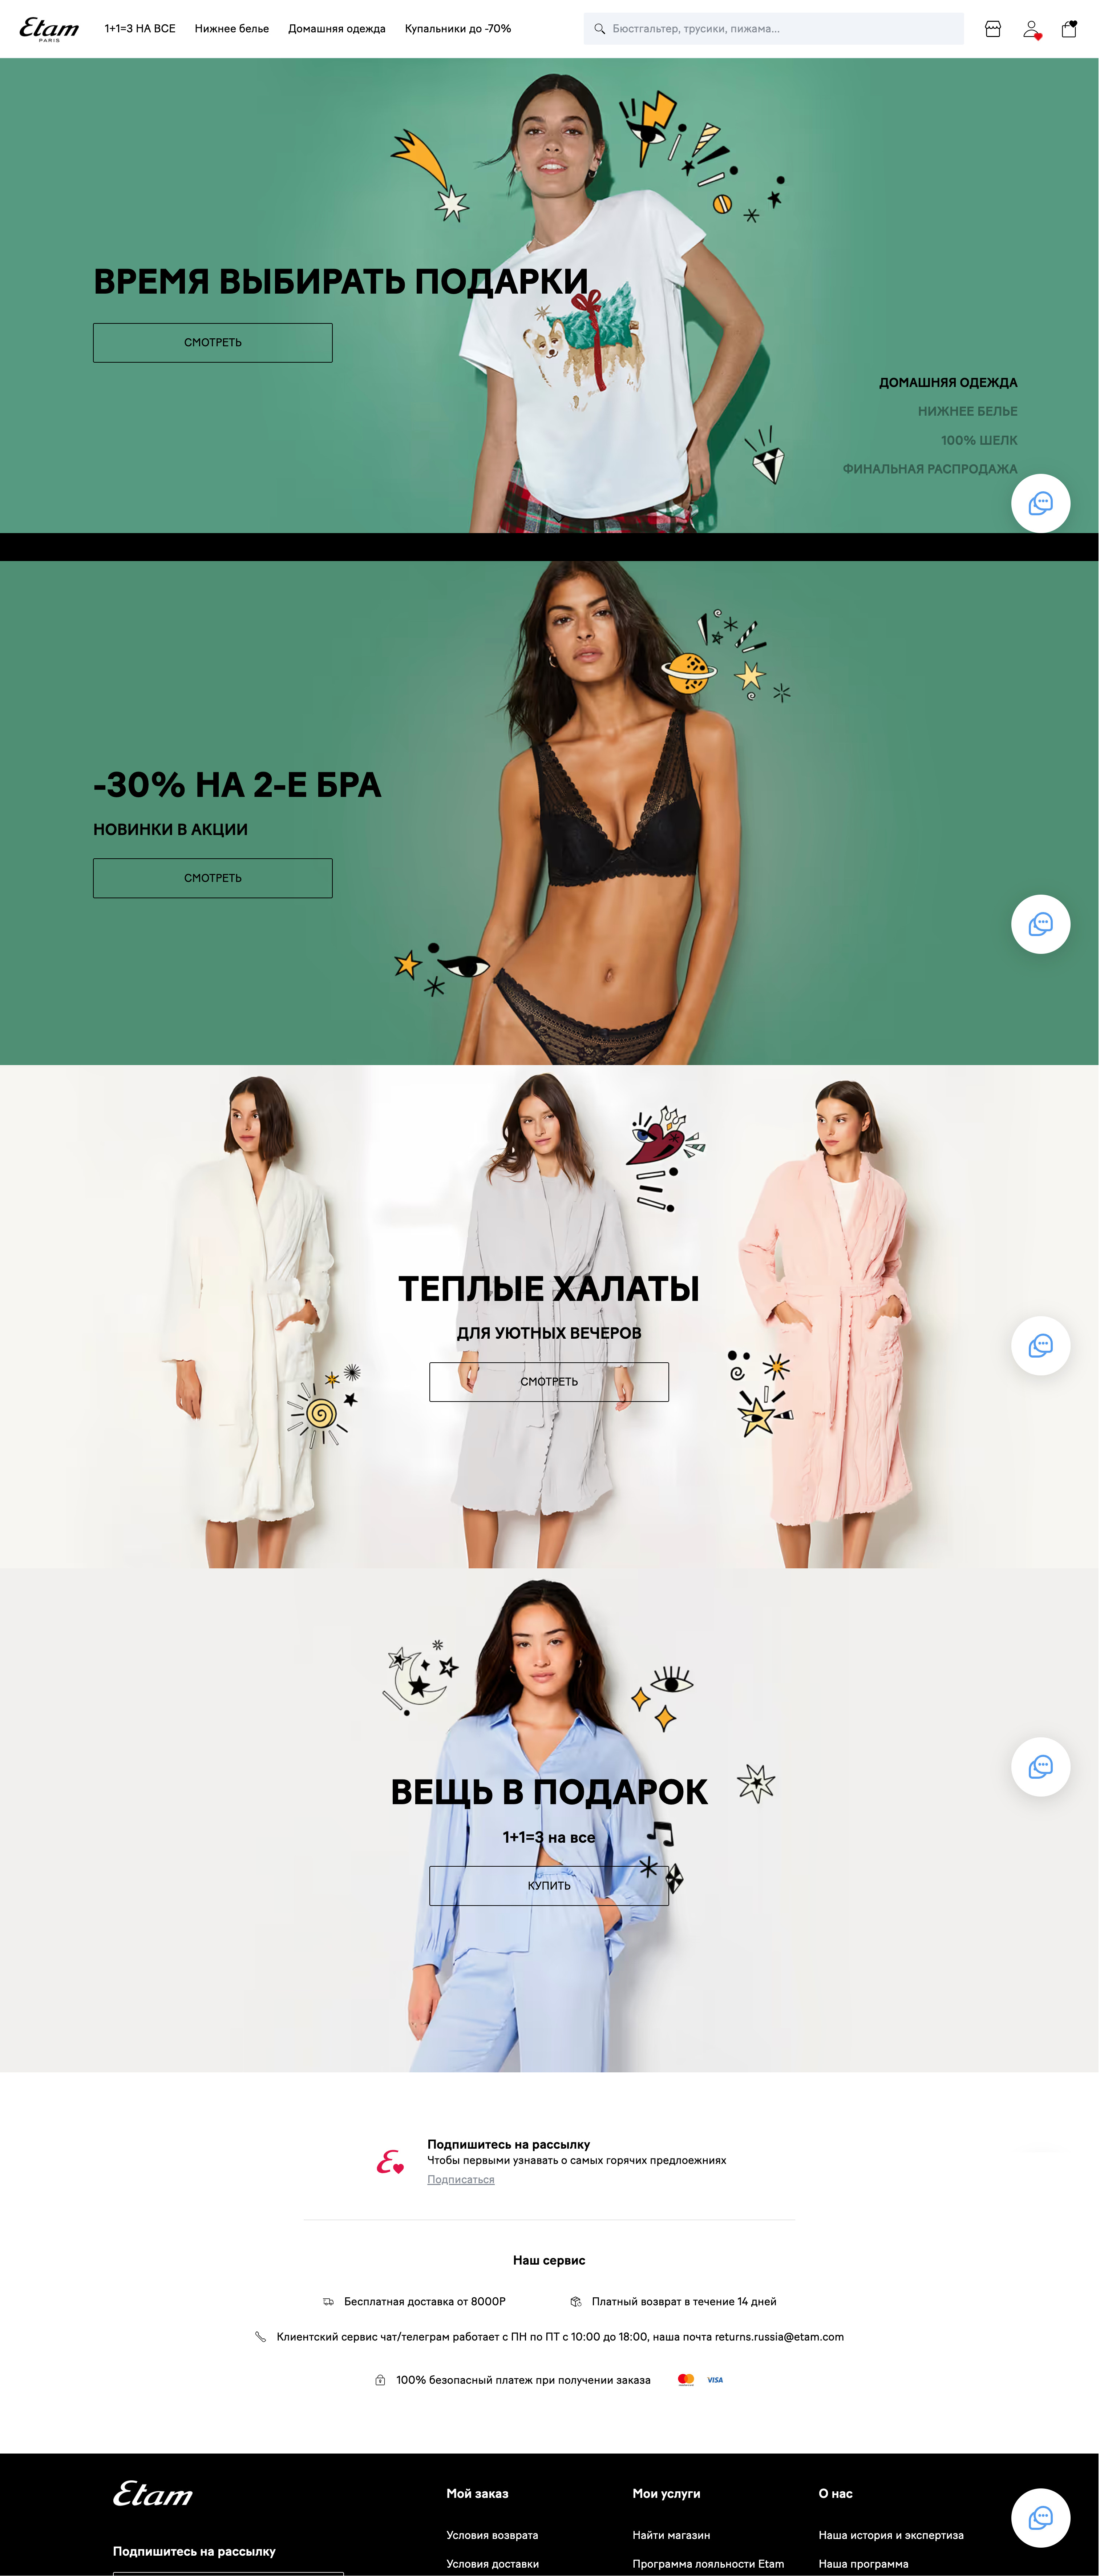 Etam
PARIS
1+1=3 НА ВСЕ
Нижнее белье
Домашняя одежда
Купальники до -70%
Бюстгальтер, трусики, пижама...
ВРЕМЯ ВЫБИРАТЬ ПОДАРКИ
СМОТРЕТЬ
ДОМАШНЯЯ ОДЕЖДА
НИЖНЕЕ БЕЛЬЕ
100% ШЕЛК
ФИНАЛЬНАЯ РАСПРОДАЖА
-30% НА 2-Е БРА
НОВИНКИ В АКЦИИ
СМОТРЕТЬ
ТЕПЛЫЕ ХАЛАТЫ
ДЛЯ УЮТНЫХ ВЕЧЕРОВ
СМОТРЕТЬ
ВЕЩЬ В ПОДАРОК
1+1=3 на все
КУПИТЬ
Подпишитесь на рассылку
Чтобы первыми узнавать о самых горячих предложениях
Подписаться
Наш сервис
Бесплатная доставка от 8000Р
Платный возврат в течение 14 дней
Клиентский сервис чат/телеграм работает с ПН по ПТ с 10:00 до 18:00, наша почта returns.russia@etam.com
100% безопасный платеж при получении заказа
VISA
Etam
Подпишитесь на рассылку
Мой заказ
Условия возврата
Условия доставки
Мои услуги
Найти магазин
Программа лояльности Etam
О нас
Наша история и экспертиза
Наша программа